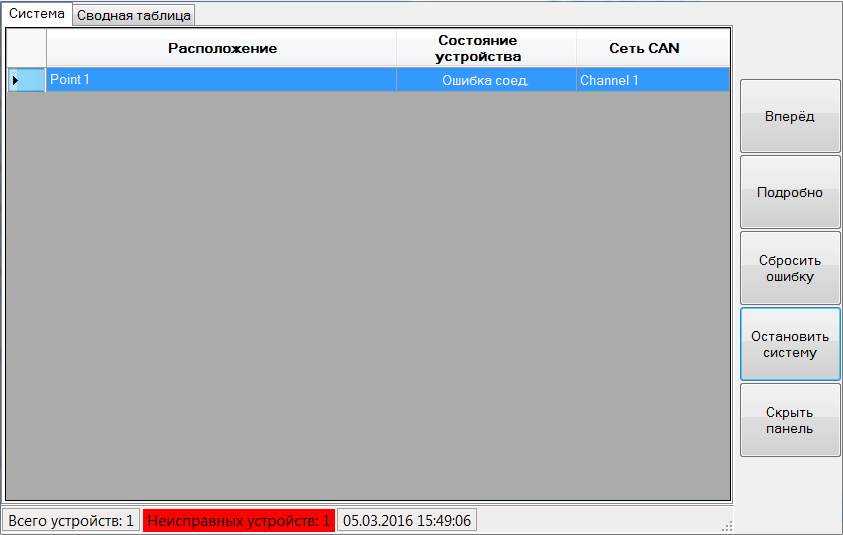 Система Сводная таблица
Расположение Состояние устройства Сеть CAN
Point 1 Ошибка соед. Channel 1
Вперёд
Подробно
Сбросить
ошибку
Остановить
систему
Скрыть
панель
Всего устройств: 1 Неисправных устройств: 1 05.03.2016 15:49:06